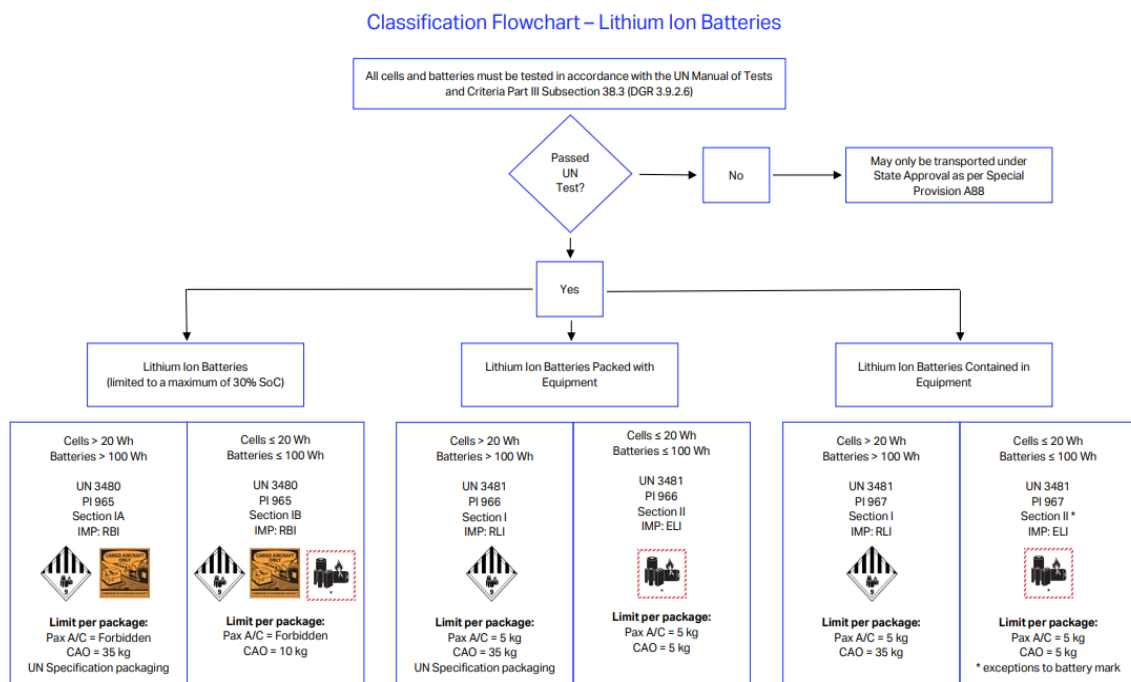 Classification Flowchart – Lithium Ion Batteries
All cells and batteries must be tested in accordance with the UN Manual of Tests
and Criteria Part III Subsection 38.3 (DGR 3.9.2.6)
Passed
UN
Test?
No
May only be transported under
State Approval as per Special
Provision A88
Yes
Lithium Ion Batteries
(limited to a maximum of 30% SoC)
Lithium Ion Batteries Packed with
Equipment
Lithium Ion Batteries Contained in
Equipment
Cells > 20 Wh
Batteries > 100 Wh
UN 3480
PI 965
Section IA
IMP: RBI
9
CARGO AIRCRAFT
ONLY
Limit per package:
Pax A/C = Forbidden
CAO = 35 kg
UN Specification packaging
Cells ≤ 20 Wh
Batteries ≤ 100 Wh
UN 3480
PI 965
Section IB
IMP: RBI
9
CARGO AIRCRAFT
ONLY
*
Limit per package:
Pax A/C = Forbidden
CAO = 10 kg
Cells > 20 Wh
Batteries > 100 Wh
UN 3481
PI 966
Section I
IMP: RLI
9
Limit per package:
Pax A/C = 5 kg
CAO = 35 kg
UN Specification packaging
Cells ≤ 20 Wh
Batteries ≤ 100 Wh
UN 3481
PI 966
Section II
IMP: ELI
*
Limit per package:
Pax A/C = 5 kg
CAO = 5 kg
Cells > 20 Wh
Batteries > 100 Wh
UN 3481
PI 967
Section I
IMP: RLI
9
Limit per package:
Pax A/C = 5 kg
CAO = 35 kg
Cells ≤ 20 Wh
Batteries ≤ 100 Wh
UN 3481
PI 967
Section II *
IMP: ELI
*
Limit per package:
Pax A/C = 5 kg
CAO = 5 kg
* exceptions to battery mark